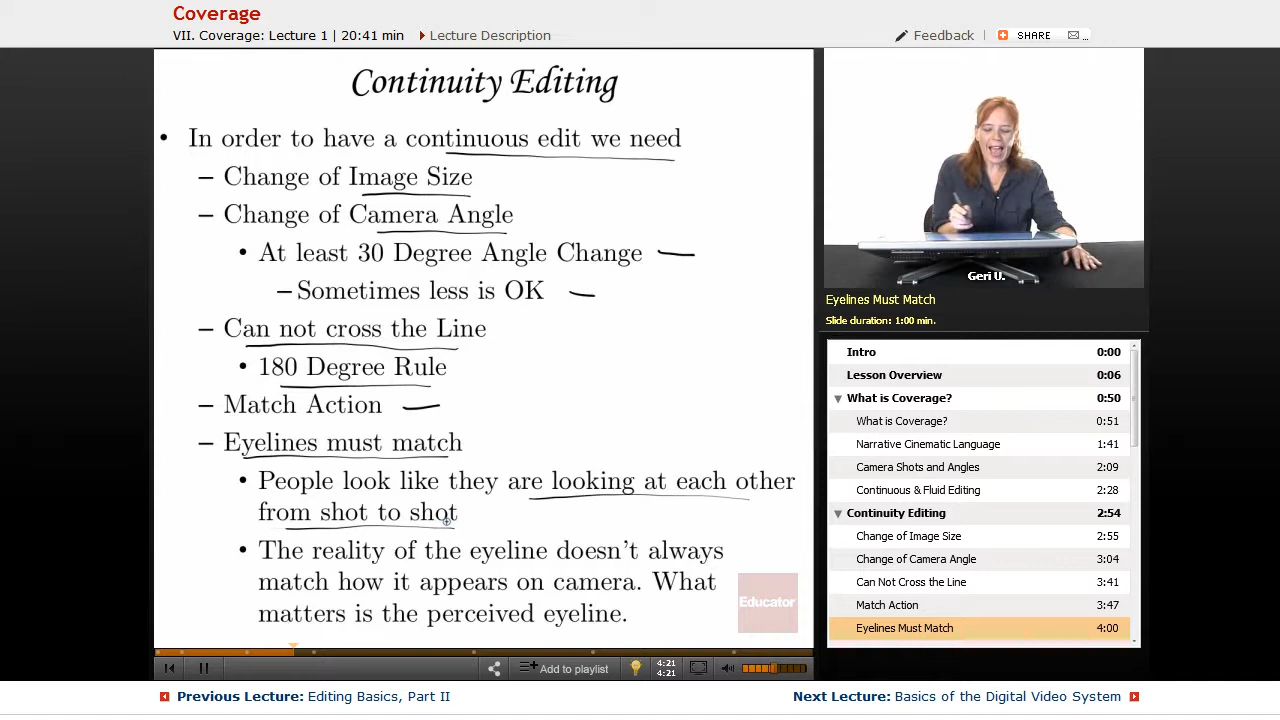 Coverage
VII. Coverage: Lecture 1 | 20:41 min
Lecture Description
Feedback
SHARE
Continuity Editing
• In order to have a continuous edit we need
– Change of Image Size
– Change of Camera Angle
• At least 30 Degree Angle Change
– Sometimes less is OK
– Can not cross the Line
• 180 Degree Rule
– Match Action
– Eyelines must match
• People look like they are looking at each other
from shot to shot
• The reality of the eyeline doesn't always
match how it appears on camera. What
matters is the perceived eyeline.
Educator
Geri U.
Eyelines Must Match
Slide duration: 1:00 min.
Intro 0:00
Lesson Overview 0:06
What is Coverage? 0:50
What is Coverage? 0:51
Narrative Cinematic Language 1:41
Camera Shots and Angles 2:09
Continuous & Fluid Editing 2:28
Continuity Editing 2:54
Change of Image Size 2:55
Change of Camera Angle 3:04
Can Not Cross the Line 3:41
Match Action 3:47
Eyelines Must Match 4:00
Add to playlist
4:21
4:21
Previous Lecture: Editing Basics, Part II
Next Lecture: Basics of the Digital Video System